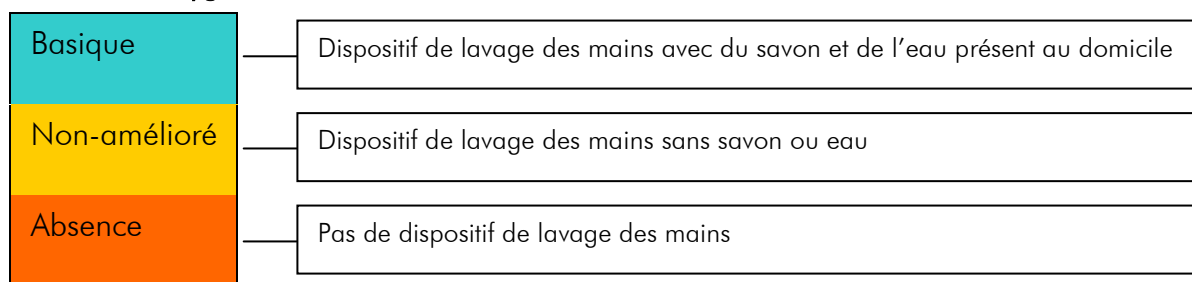 Basique
Dispositif de lavage des mains avec du savon et de l'eau présent au domicile
Non-amélioré
Dispositif de lavage des mains sans savon ou eau
Absence
Pas de dispositif de lavage des mains